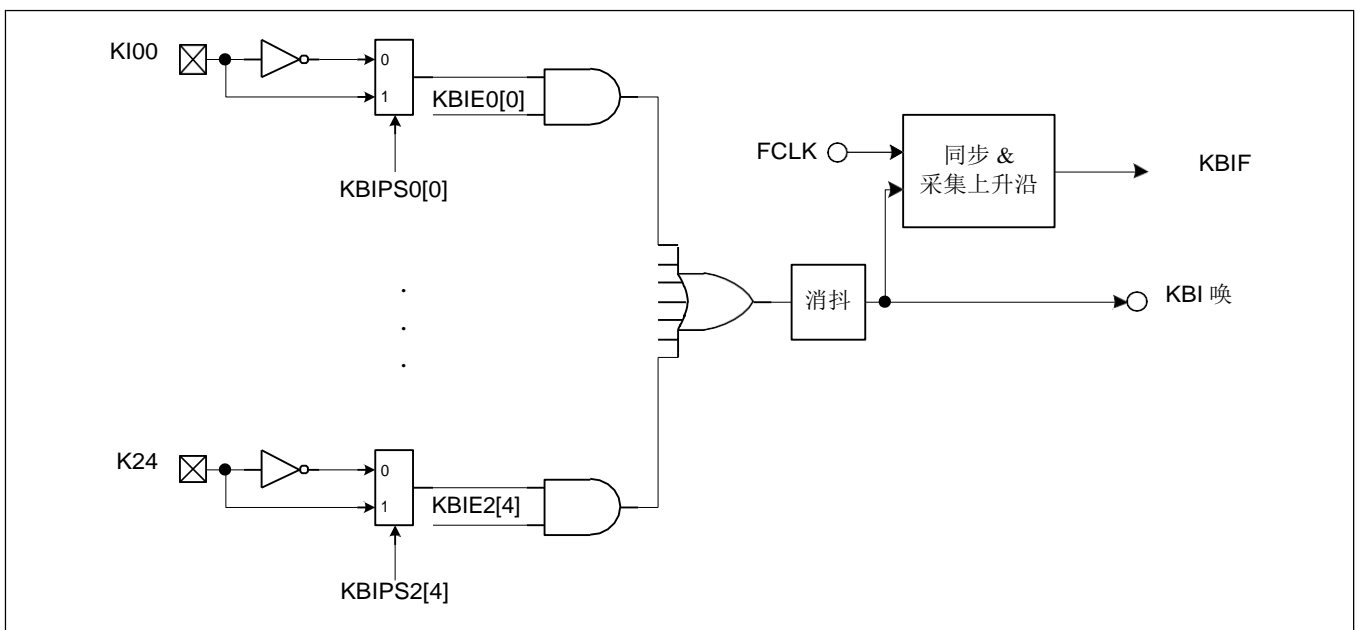 KI00
0
1
KBIE0[0]
KBIPS0[0]
FCLK
同步 &
采集上升沿
KBIF
消抖
KBI 唤
K24
0
1
KBIE2[4]
KBIPS2[4]